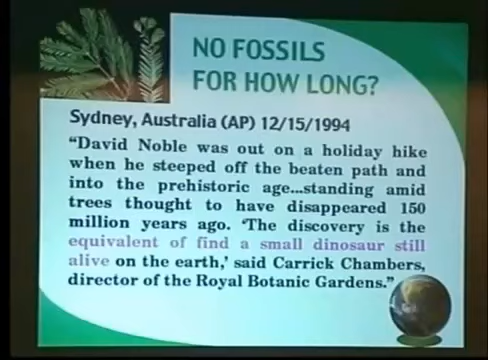 NO FOSSILS
FOR HOW LONG?
Sydney, Australia (AP) 12/15/1994
“David Noble was out on a holiday hike
when he steeped off the beaten path and
into the prehistoric age...standing amid
trees thought to have disappeared 150
million years ago. ‘The discovery is the
equivalent of find a small dinosaur still
alive on the earth,’ said Carrick Chambers,
director of the Royal Botanic Gardens.”